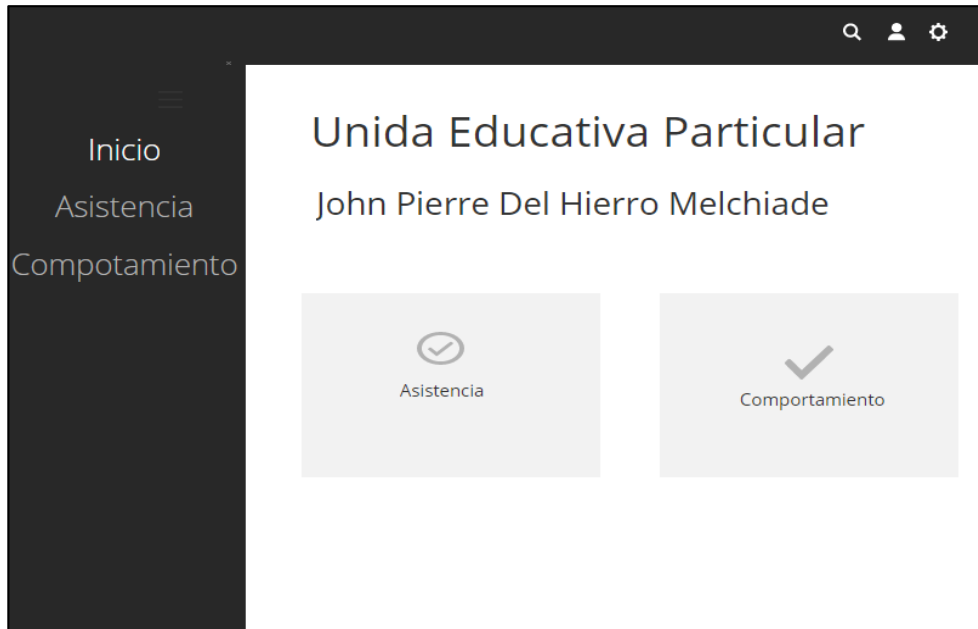 Inicio
Asistencia
Compotamiento
Unida Educativa Particular
John Pierre Del Hierro Melchiade
Asistencia
Comportamiento